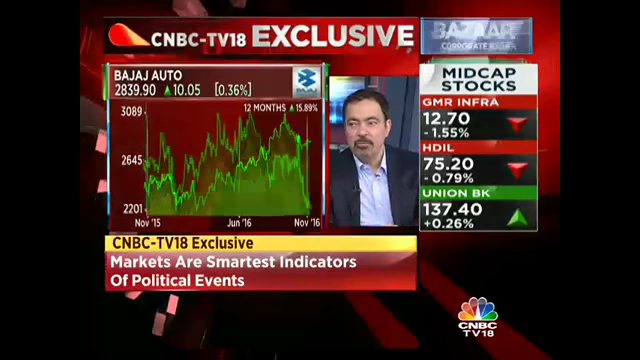 CNBC-TV18 EXCLUSIVE
BAZAAR
CORPORATE RADAR
BAJAJ AUTO
2839.90 ▲ 10.05 [0.36%]
BAJAJ
12 MONTHS ▲ 15.89%
3089
2645
2201
Nov '15 Jun '16 Nov '16
MIDCAP
STOCKS
GMR INFRA
12.70
- 1.55%
HDIL
75.20
- 0.79%
UNION BK
137.40
+0.26%
CNBC-TV18 Exclusive
Markets Are Smartest Indicators
Of Political Events
CNBC
TV18